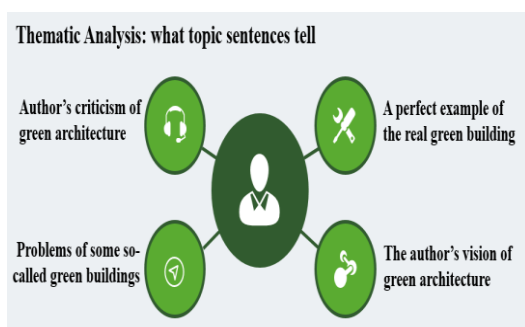 Thematic Analysis: what topic sentences tell
Author's criticism of
green architecture
A perfect example of
the real green building
Problems of some so-
called green buildings
The author's vision of
green architecture